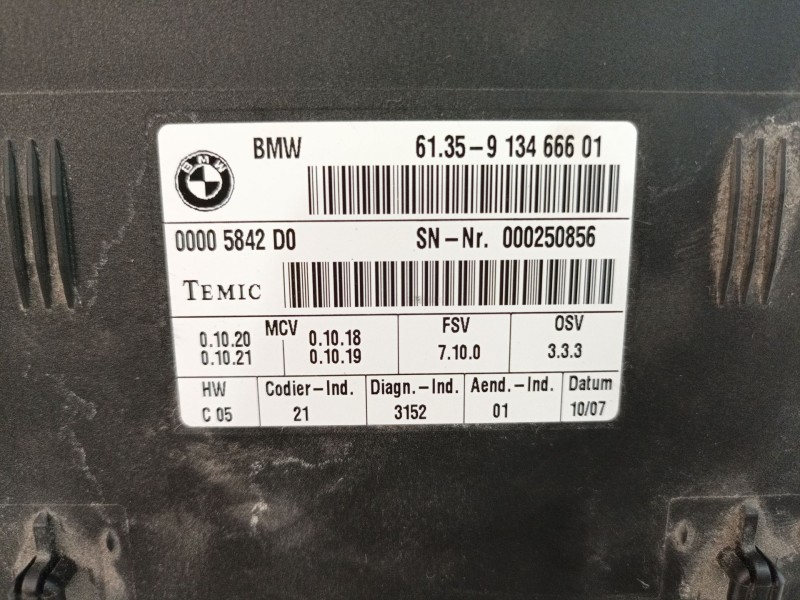 BMW 61.35-9 134 666 01
BMW
0000 5842 D0 SN-Nr. 000250856
TEMIC
MCV FSV OSV
0.10.20 0.10.18
0.10.21 0.10.19 7.10.0 3.3.3
HW Codier-Ind. Diagn.-Ind. Aend.-Ind. Datum
C 05 21 3152 01 10/07